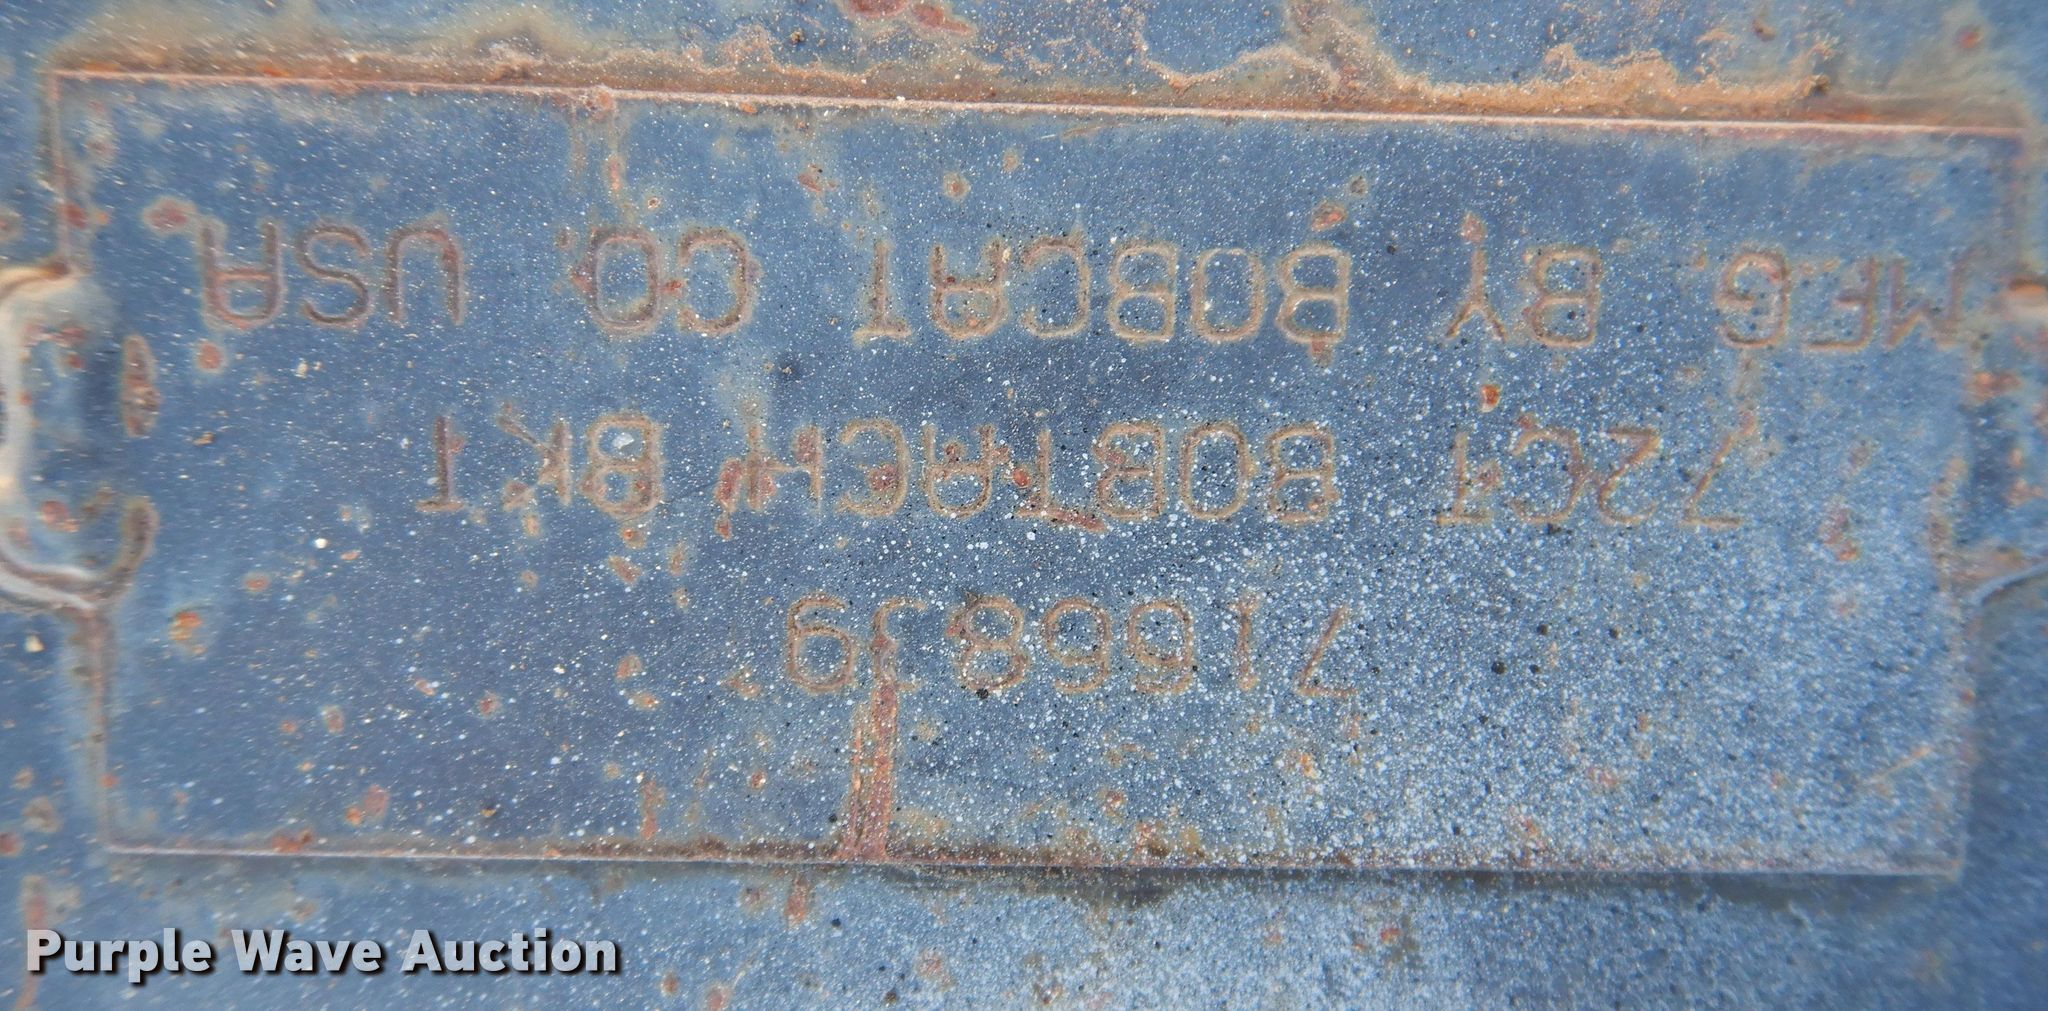 7166839
72CT BOBTACH BKT
MFG. BY BOBCAT CO. USA
Purple Wave Auction